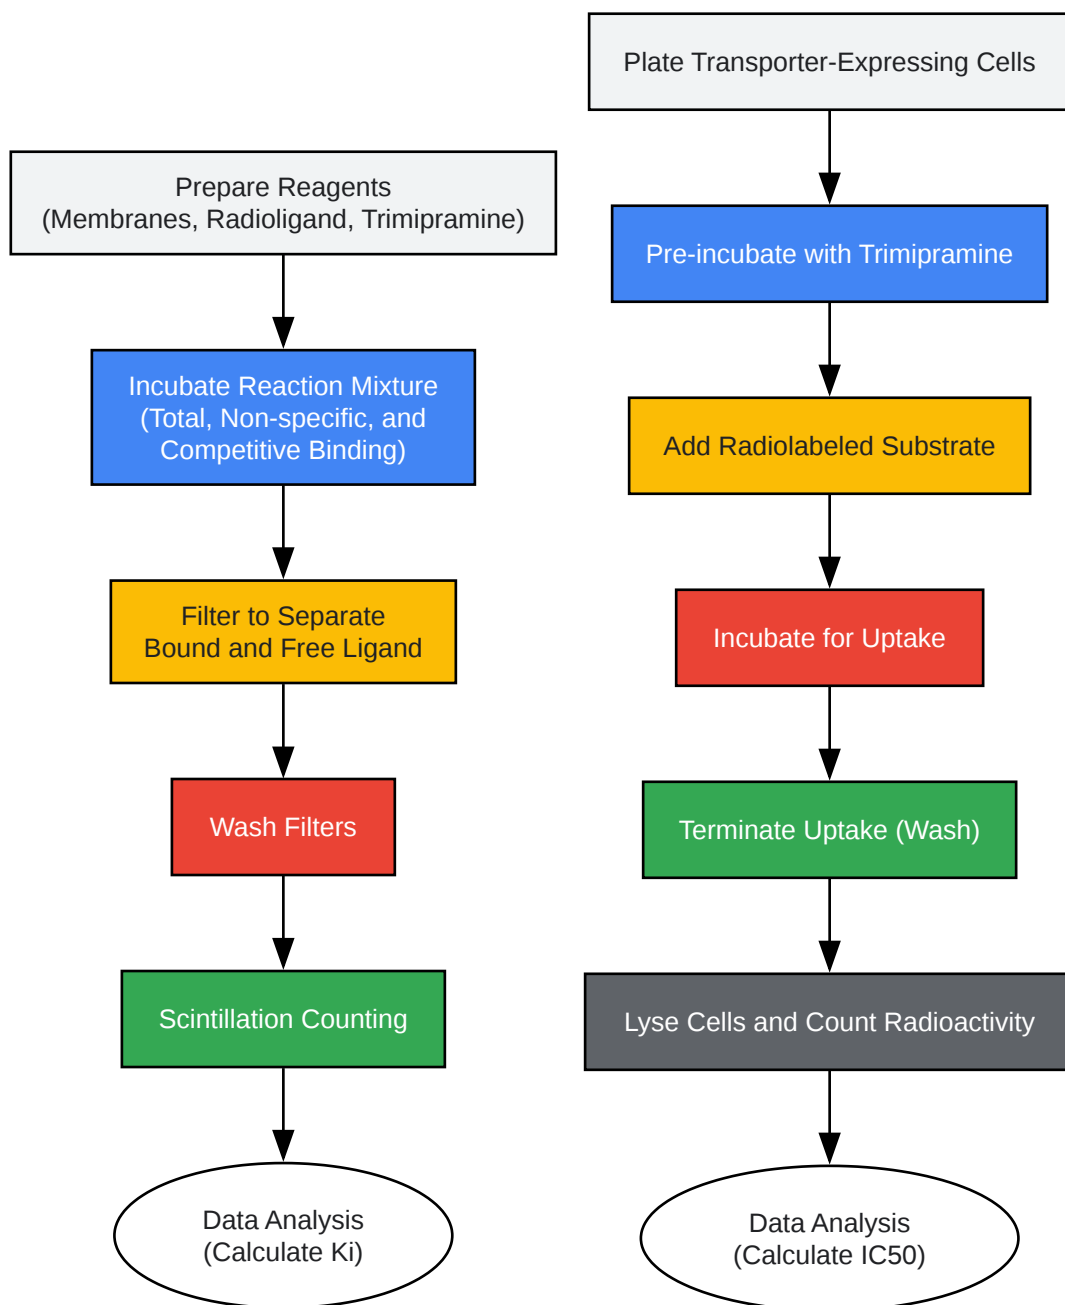 Prepare Reagents
(Membranes, Radioligand, Trimipramine)
Incubate Reaction Mixture
(Total, Non-specific, and
Competitive Binding)
Filter to Separate
Bound and Free Ligand
Wash Filters
Scintillation Counting
Data Analysis
(Calculate Ki)
Plate Transporter-Expressing Cells
Pre-incubate with Trimipramine
Add Radiolabeled Substrate
Incubate for Uptake
Terminate Uptake (Wash)
Lyse Cells and Count Radioactivity
Data Analysis
(Calculate IC50)